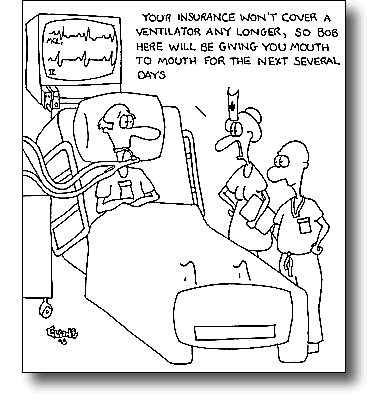 YOUR INSURANCE WON'T COVER A
VENTILATOR ANY LONGER, SO BOB
HERE WILL BE GIVING YOU MOUTH
TO MOUTH FOR THE NEXT SEVERAL
DAYS
II